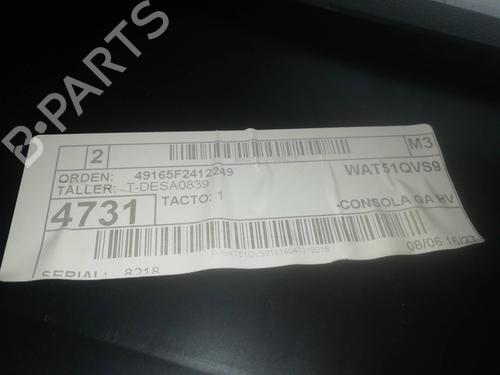 B-PARTS
2
M3
ORDEN: 49165F2412249
WAT51QVS9
TALLER: T-DESA0839
4731
TACTO: 1
-CONSOLA GA HV
08/06 16/27
SERIAL: 8218